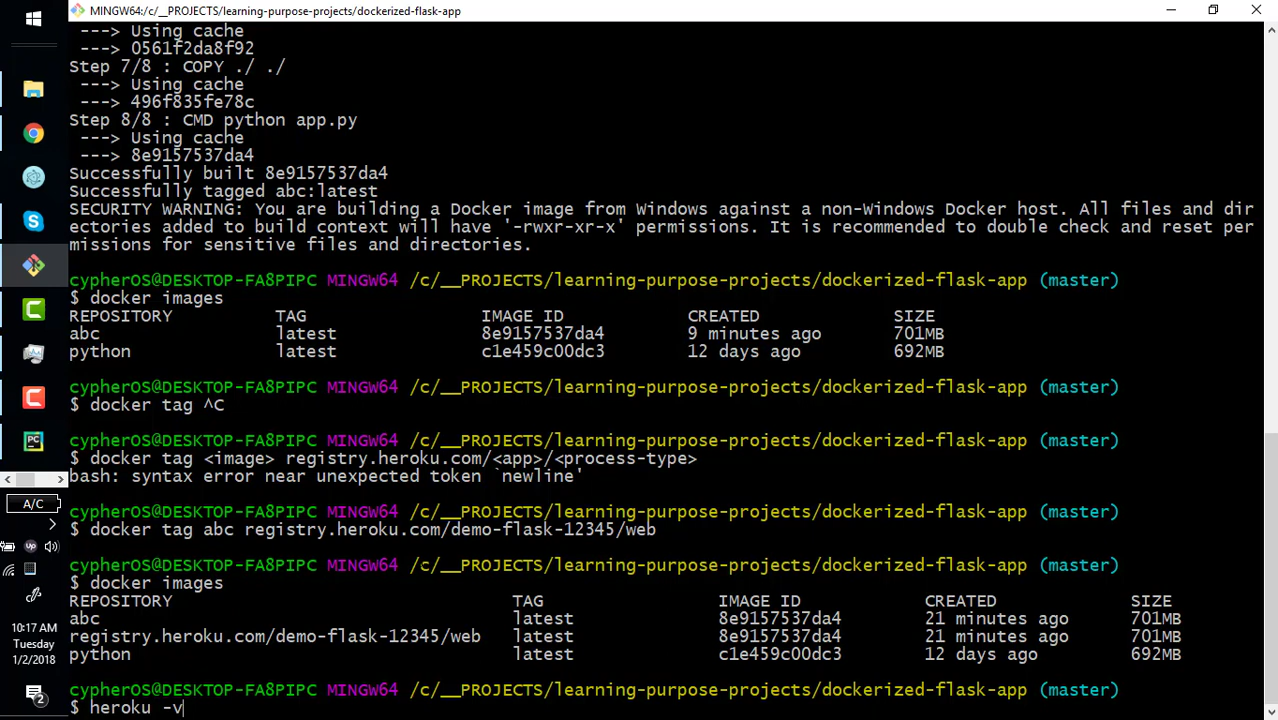 MINGW64:/c/__PROJECTS/learning-purpose-projects/dockerized-flask-app
---> Using cache
---> 0561f2da8f92
Step 7/8 : COPY ./ ./
---> Using cache
---> 496f835fe78c
Step 8/8 : CMD python app.py
---> Using cache
---> 8e9157537da4
Successfully built 8e9157537da4
Successfully tagged abc:latest
SECURITY WARNING: You are building a Docker image from Windows against a non-Windows Docker host. All files and dir
ectories added to build context will have '-rwxr-xr-x' permissions. It is recommended to double check and reset per
missions for sensitive files and directories.
cypherOS@DESKTOP-FA8PIPC MINGW64 /c/__PROJECTS/learning-purpose-projects/dockerized-flask-app (master)
$ docker images
REPOSITORY TAG IMAGE ID CREATED SIZE
abc latest 8e9157537da4 9 minutes ago 701MB
python latest c1e459c00dc3 12 days ago 692MB
cypherOS@DESKTOP-FA8PIPC MINGW64 /c/__PROJECTS/learning-purpose-projects/dockerized-flask-app (master)
$ docker tag ^C
cypherOS@DESKTOP-FA8PIPC MINGW64 /c/__PROJECTS/learning-purpose-projects/dockerized-flask-app (master)
$ docker tag <image> registry.heroku.com/<app>/<process-type>
bash: syntax error near unexpected token `newline'
cypherOS@DESKTOP-FA8PIPC MINGW64 /c/__PROJECTS/learning-purpose-projects/dockerized-flask-app (master)
$ docker tag abc registry.heroku.com/demo-flask-12345/web
cypherOS@DESKTOP-FA8PIPC MINGW64 /c/__PROJECTS/learning-purpose-projects/dockerized-flask-app (master)
$ docker images
REPOSITORY TAG IMAGE ID CREATED SIZE
abc latest 8e9157537da4 21 minutes ago 701MB
registry.heroku.com/demo-flask-12345/web latest 8e9157537da4 21 minutes ago 701MB
python latest c1e459c00dc3 12 days ago 692MB
cypherOS@DESKTOP-FA8PIPC MINGW64 /c/__PROJECTS/learning-purpose-projects/dockerized-flask-app (master)
$ heroku -v
PC
A/C
up
10:17 AM
Tuesday
1/2/2018
2